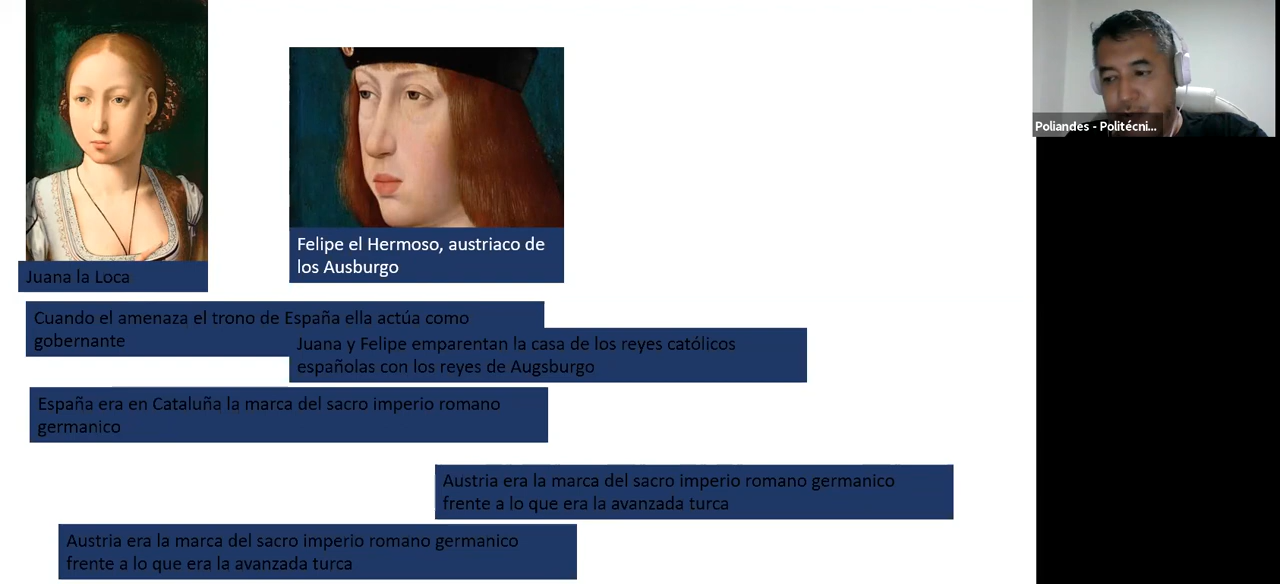 Poliandes - Politécni...
Felipe el Hermoso, austriaco de
los Ausburgo
Juana la Loca
Cuando el amenaza el trono de España ella actúa como
gobernante
Juana y Felipe emparentan la casa de los reyes católicos
españolas con los reyes de Augsburgo
España era en Cataluña la marca del sacro imperio romano
germanico
Austria era la marca del sacro imperio romano germanico
frente a lo que era la avanzada turca
Austria era la marca del sacro imperio romano germanico
frente a lo que era la avanzada turca